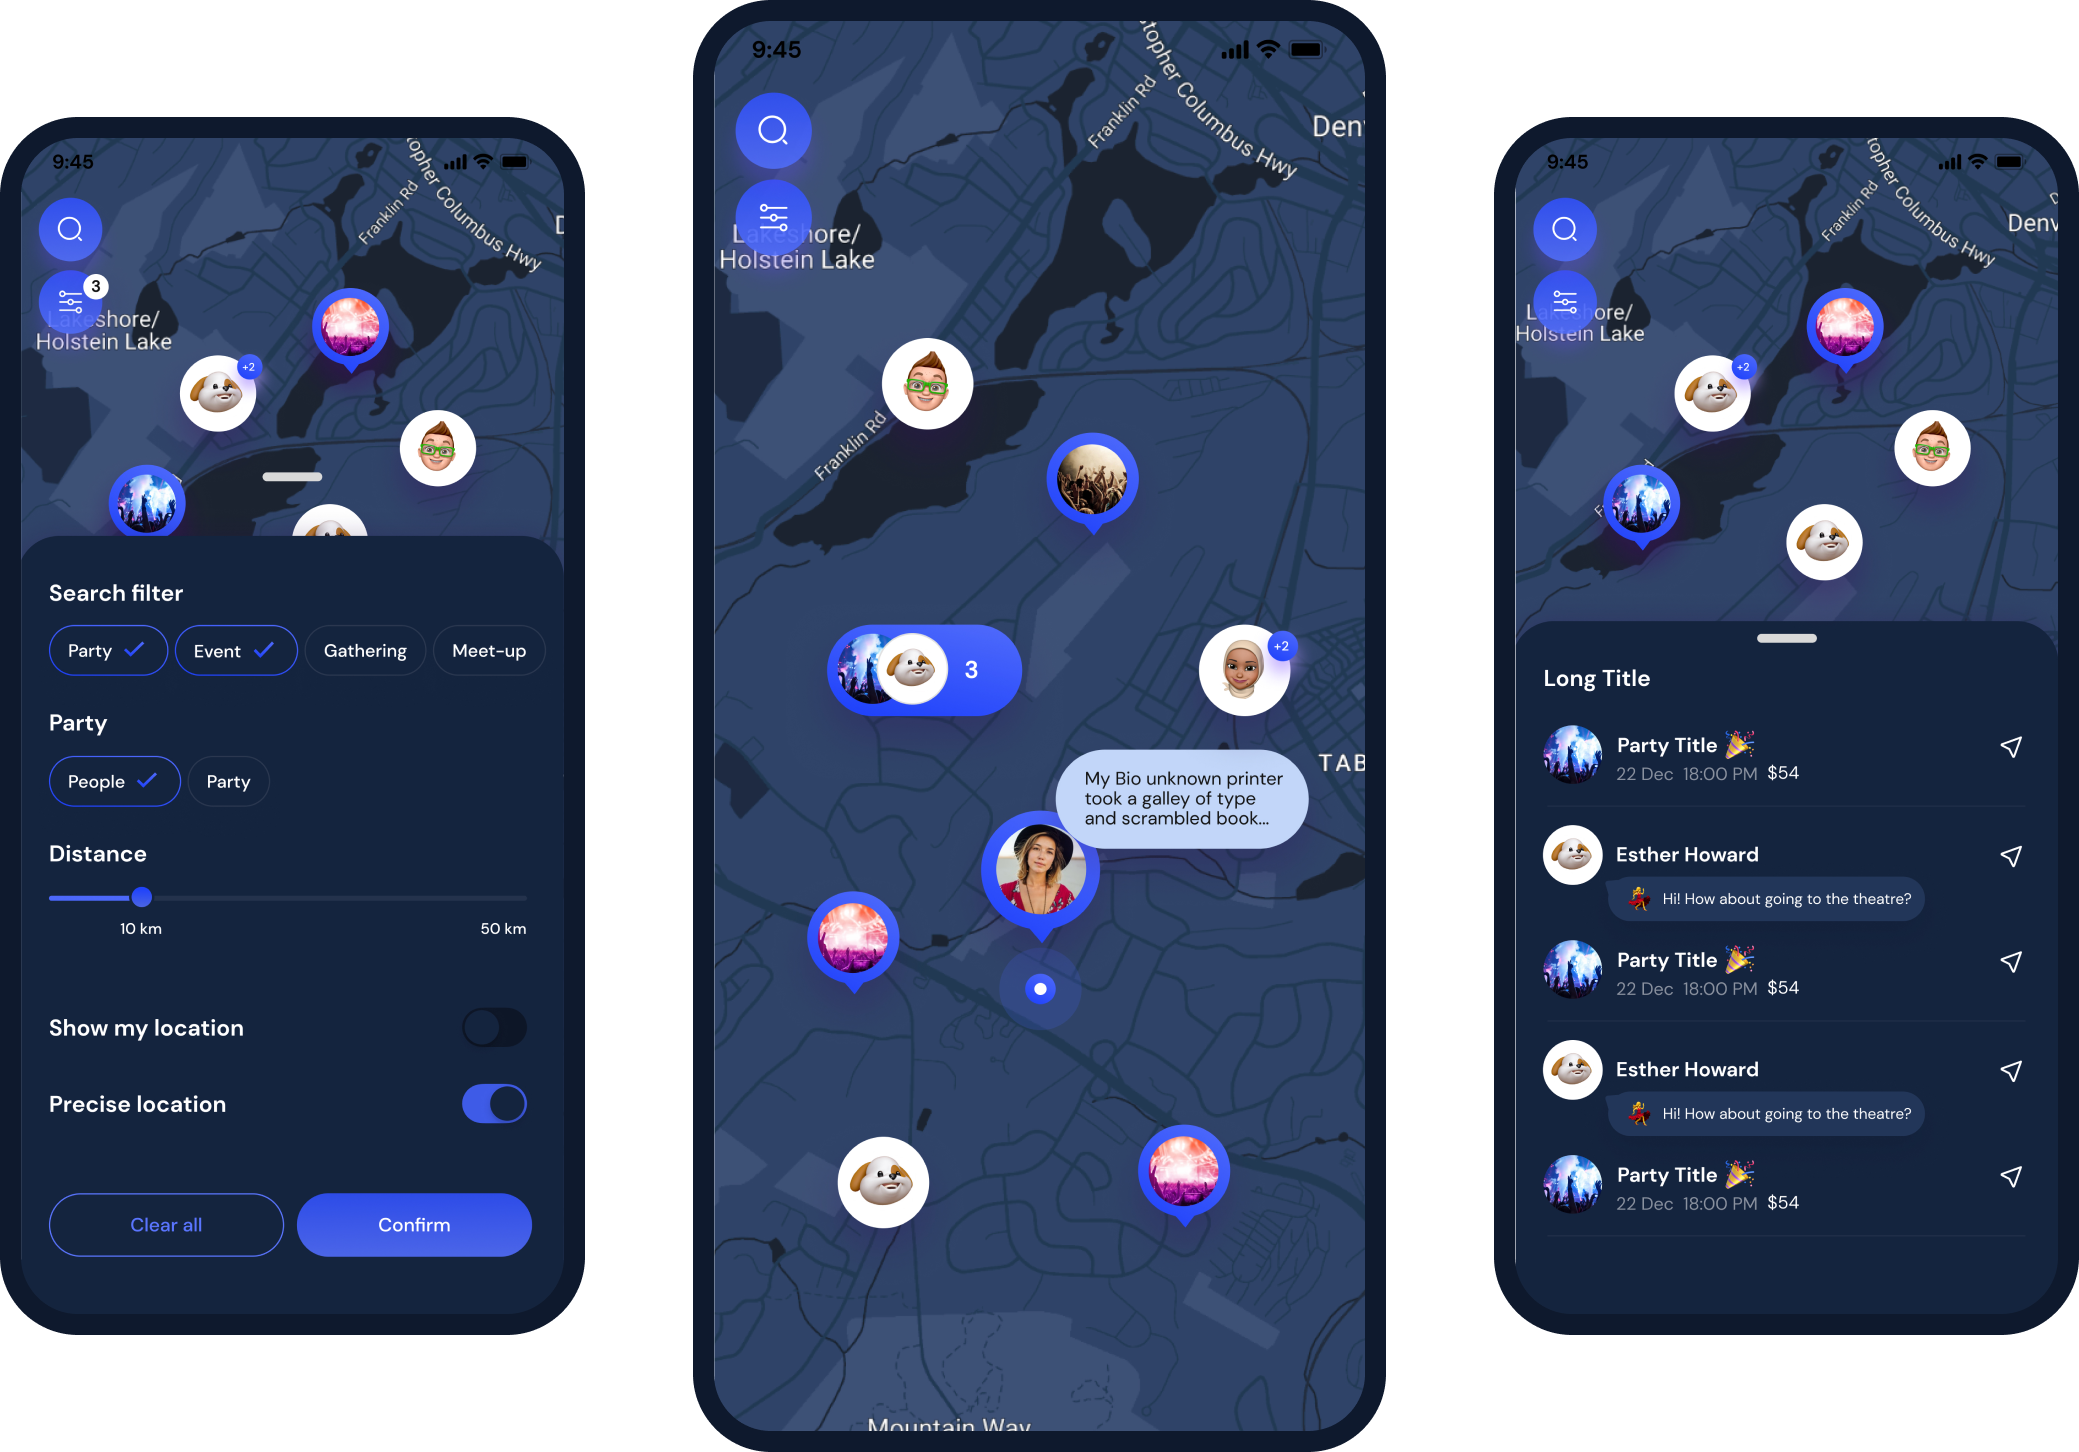 9:45
topher Columbus Hwy
Franklin Rd
D
3
Lakeshore/
Holstein Lake
+2
Search filter
Party
Event
Gathering
Meet-up
Party
People
Party
Distance
10 km
50 km
Show my location
Precise location
Clear all
Confirm
9:45
topher Columbus Hwy
Franklin Rd
Den
Lakeshore/
Holstein Lake
Franklin Rd
3
+2
TAB
My Bio unknown printer
took a galley of type
and scrambled book...
Mountain Way
9:45
topher Columbus Hwy
Franklin Rd
Denv
Lakeshore/
Holstein Lake
+2
Long Title
Party Title
22 Dec 18:00 PM $54
Esther Howard
Hi! How about going to the theatre?
Party Title
22 Dec 18:00 PM $54
Esther Howard
Hi! How about going to the theatre?
Party Title
22 Dec 18:00 PM $54